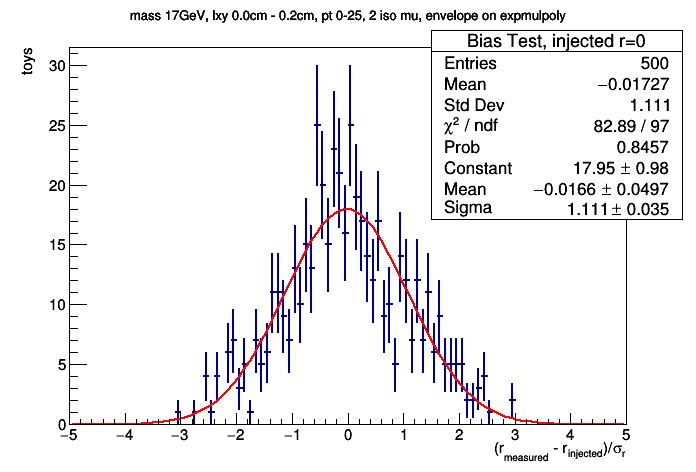 mass 17GeV, lxy 0.0cm - 0.2cm, pt 0-25, 2 iso mu, envelope on expmulpoly
toys
Bias Test, injected r=0
Entries 500
Mean −0.01727
Std Dev 1.111
χ² / ndf 82.89 / 97
Prob 0.8457
Constant 17.95 ± 0.98
Mean −0.0166 ± 0.0497
Sigma 1.111 ± 0.035
30
25
20
15
10
5
0
−5 −4 −3 −2 −1 0 1 2 3 4 5
(r_measured - r_injected)/σ_r